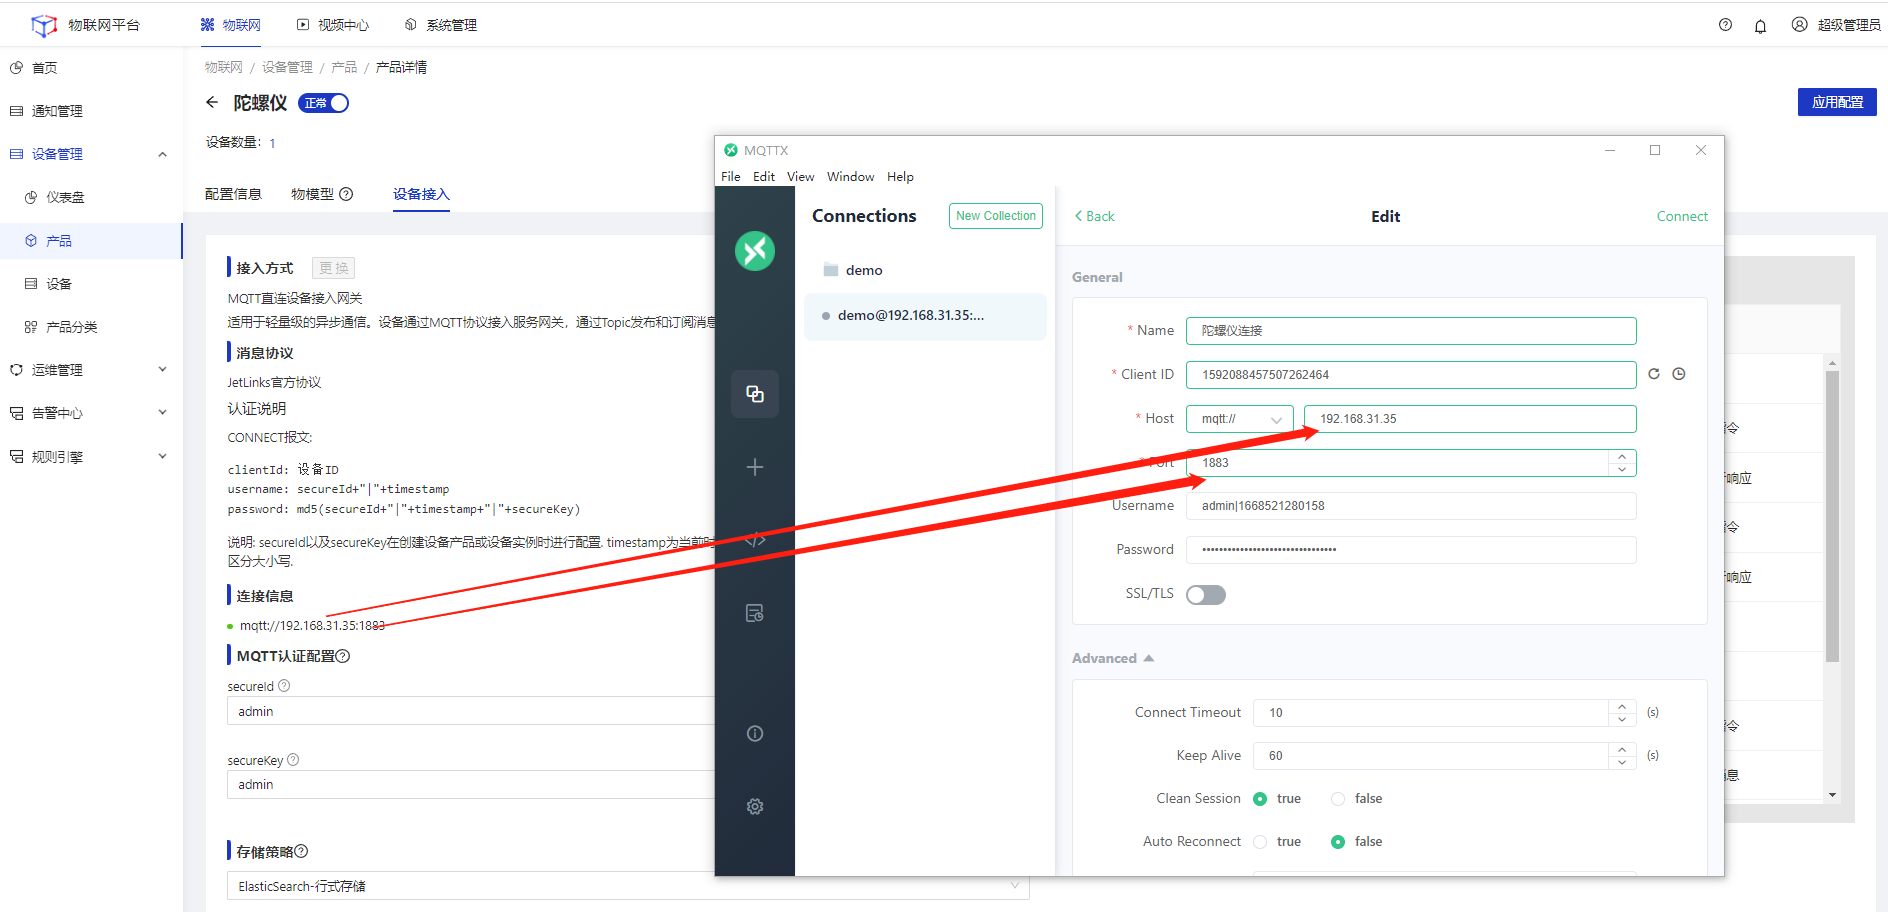 物联网平台
物联网
视频中心
系统管理
超级管理员
首页
通知管理
设备管理
仪表盘
产品
设备
产品分类
运维管理
告警中心
规则引擎
物联网 / 设备管理 / 产品 / 产品详情
陀螺仪 正常
应用配置
设备数量: 1
配置信息
物模型
设备接入
接入方式 更 换
MQTT直连设备接入网关
适用于轻量级的异步通信。设备通过MQTT协议接入服务网关，通过Topic发布和订阅消息
消息协议
JetLinks官方协议
认证说明
CONNECT报文:
clientId: 设备ID
username: secureId+"|"+timestamp
password: md5(secureId+"|"+timestamp+"|"+secureKey)
说明: secureId以及secureKey在创建设备产品或设备实例时进行配置. timestamp为当前时
区分大小写.
连接信息
mqtt://192.168.31.35:1883
MQTT认证配置
secureId
admin
secureKey
admin
存储策略
ElasticSearch-行式存储
MQTTX
File Edit View Window Help
Connections
New Collection
demo
demo@192.168.31.35:...
Back
Edit
Connect
General
* Name 陀螺仪连接
* Client ID 1592088457507262464
* Host mqtt:// 192.168.31.35
* Port 1883
Username admin|1668521280158
Password ••••••••••••••••••••••••••••••••
SSL/TLS
Advanced
Connect Timeout 10 (s)
Keep Alive 60 (s)
Clean Session true false
Auto Reconnect true false
令
响应
令
响应
令
息